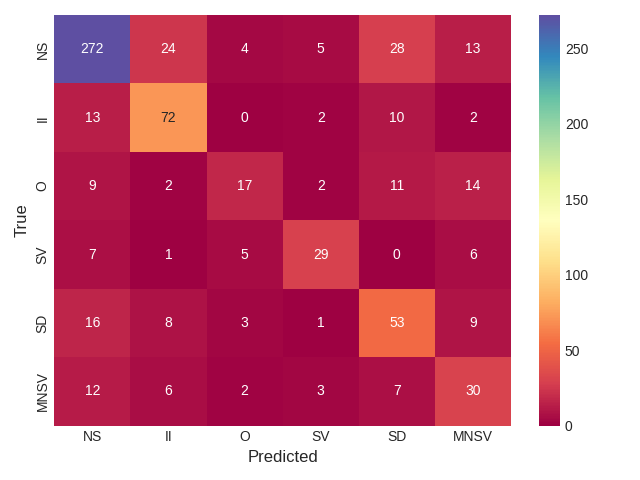 NS 272 24 4 5 28 13
II 13 72 0 2 10 2
O 9 2 17 2 11 14
SV 7 1 5 29 0 6
SD 16 8 3 1 53 9
MNSV 12 6 2 3 7 30
NS II O SV SD MNSV
Predicted
True
250
200
150
100
50
0